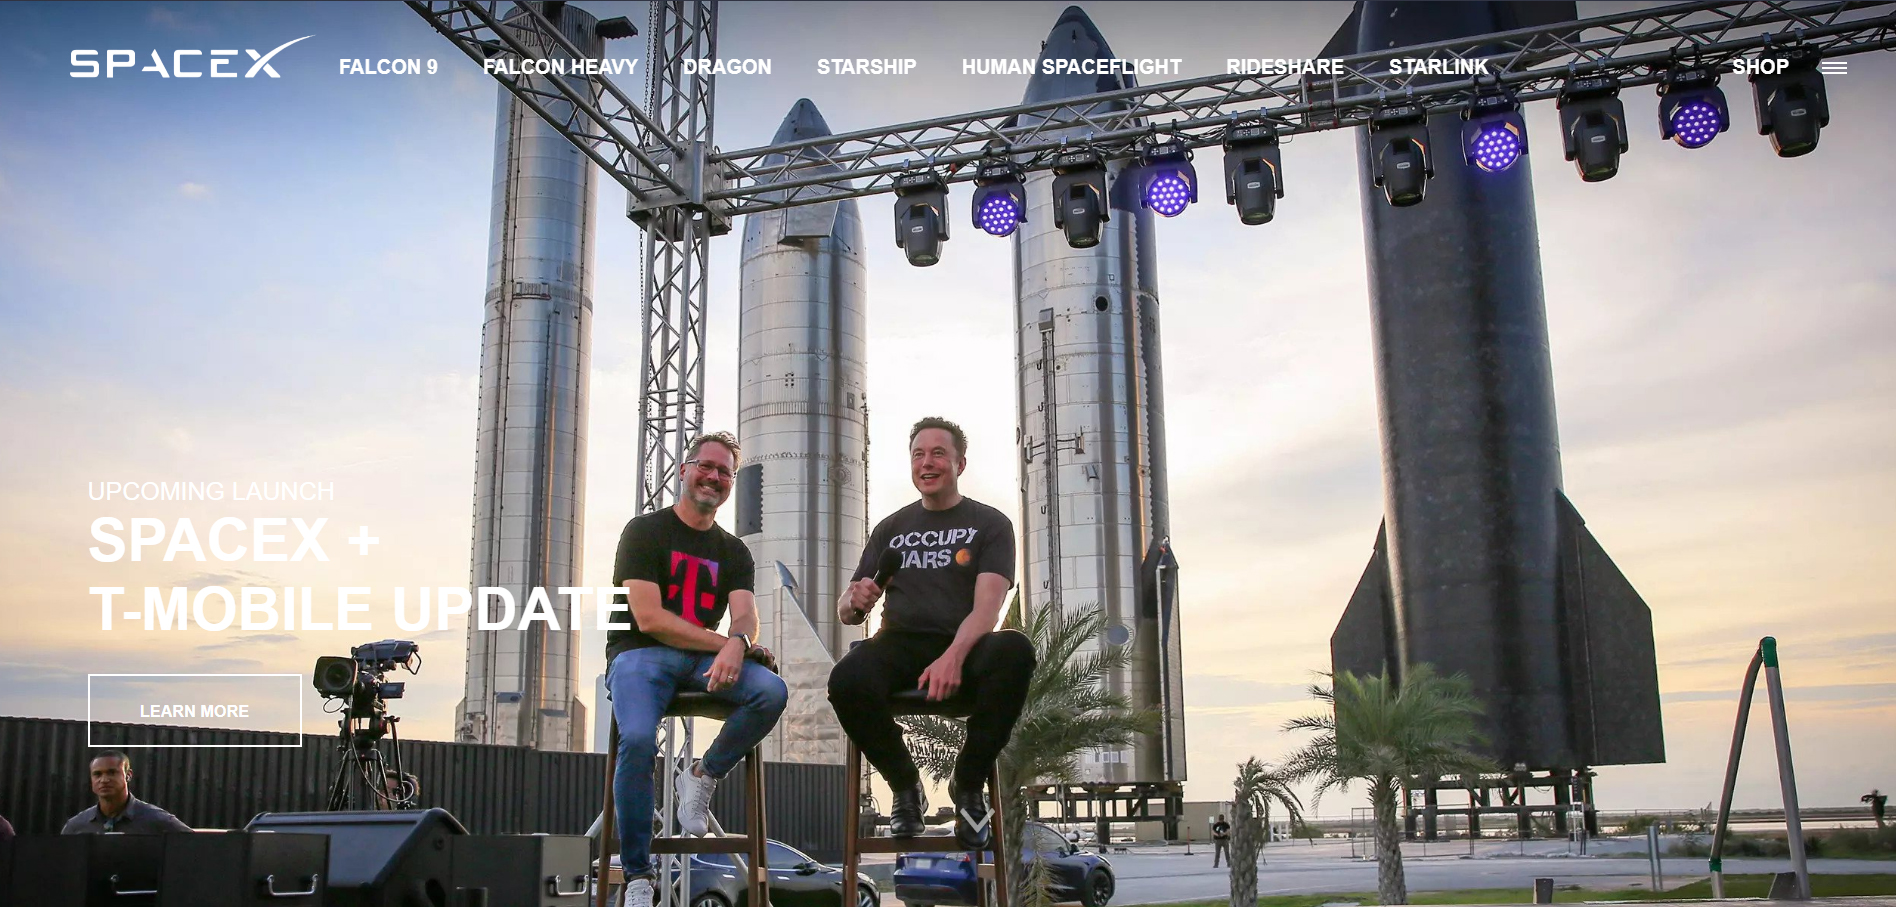 SPACEX
FALCON 9
FALCON HEAVY
DRAGON
STARSHIP
HUMAN SPACEFLIGHT
RIDESHARE
STARLINK
SHOP
UPCOMING LAUNCH
SPACEX +
T-MOBILE UPDATE
LEARN MORE
T
OCCUPY
MARS